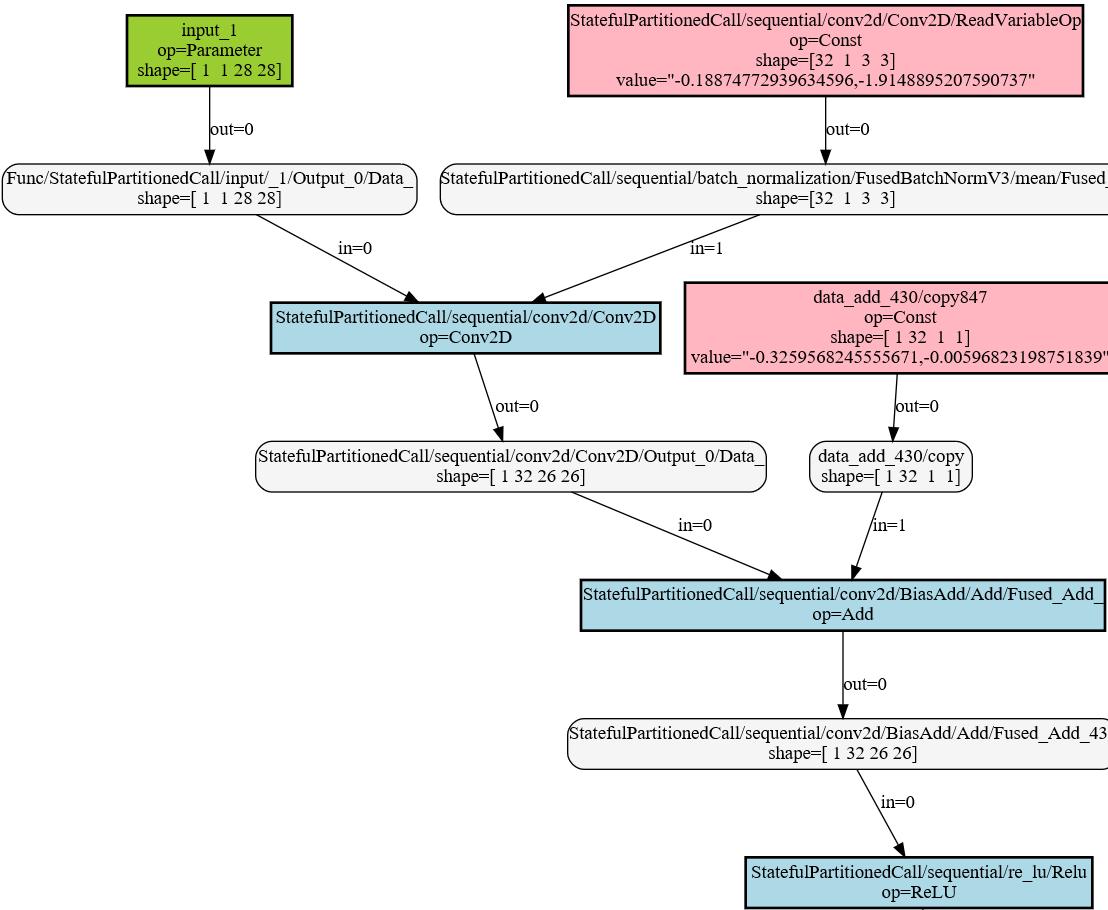 input_1
op=Parameter
shape=[ 1  1 28 28]
StatefulPartitionedCall/sequential/conv2d/Conv2D/ReadVariableOp
op=Const
shape=[32  1  3  3]
value="-0.18874772939634596,-1.9148895207590737"
out=0
out=0
Func/StatefulPartitionedCall/input/_1/Output_0/Data_
shape=[ 1  1 28 28]
StatefulPartitionedCall/sequential/batch_normalization/FusedBatchNormV3/mean/Fused_
shape=[32  1  3  3]
in=0
in=1
StatefulPartitionedCall/sequential/conv2d/Conv2D
op=Conv2D
data_add_430/copy847
op=Const
shape=[ 1 32  1  1]
value="-0.3259568245555671,-0.00596823198751839"
out=0
out=0
StatefulPartitionedCall/sequential/conv2d/Conv2D/Output_0/Data_
shape=[ 1 32 26 26]
data_add_430/copy
shape=[ 1 32  1  1]
in=0
in=1
StatefulPartitionedCall/sequential/conv2d/BiasAdd/Add/Fused_Add_
op=Add
out=0
StatefulPartitionedCall/sequential/conv2d/BiasAdd/Add/Fused_Add_43
shape=[ 1 32 26 26]
in=0
StatefulPartitionedCall/sequential/re_lu/Relu
op=ReLU